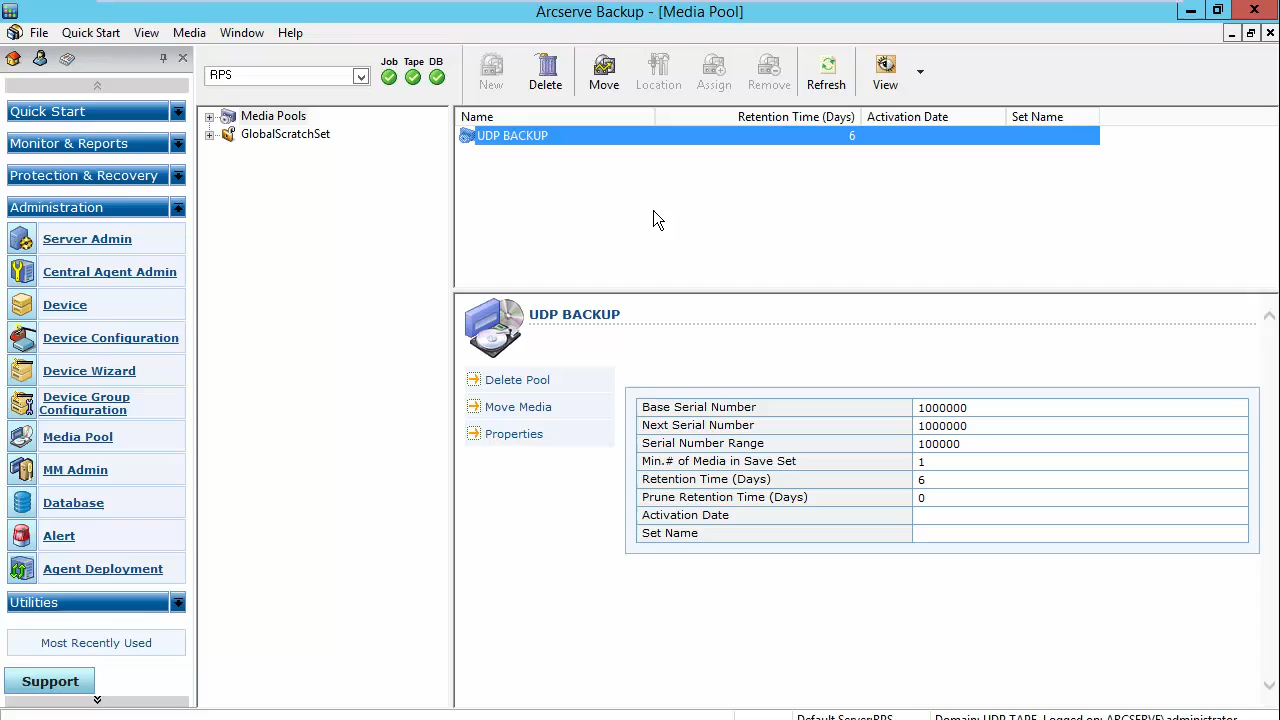 Arcserve Backup - [Media Pool]
File Quick Start View Media Window Help
RPS
Job Tape DB
New Delete Move Location Assign Remove Refresh View
Quick Start
Monitor & Reports
Protection & Recovery
Administration
Server Admin
Central Agent Admin
Device
Device Configuration
Device Wizard
Device Group
Configuration
Media Pool
MM Admin
Database
Alert
Agent Deployment
Utilities
Most Recently Used
Support
Media Pools
GlobalScratchSet
Name Retention Time (Days) Activation Date Set Name
UDP BACKUP 6
UDP BACKUP
Delete Pool
Move Media
Properties
Base Serial Number 1000000
Next Serial Number 1000000
Serial Number Range 100000
Min.# of Media in Save Set 1
Retention Time (Days) 6
Prune Retention Time (Days) 0
Activation Date
Set Name
Default Server:RPS Domain: UDP TAPE, Logged on: ARCSERVE\administrator